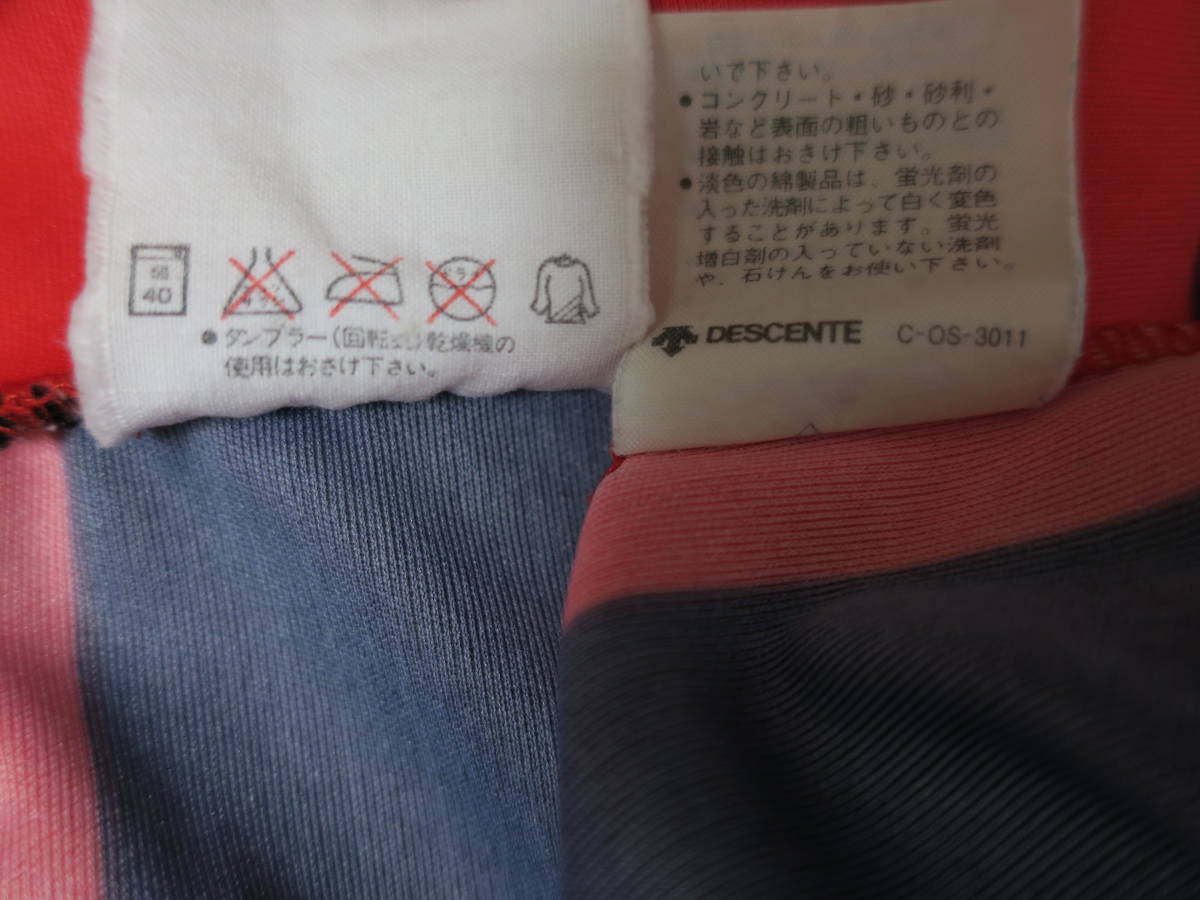 40
●タンブラー(回転式)乾燥機の
使用はおさけ下さい。
いで下さい。
●コンクリート・砂・砂利・
岩など表面の粗いものとの
接触はおさけ下さい。
●淡色の綿製品は、蛍光剤の
入った洗剤によって白く変色
することがあります。蛍光
増白剤の入っていない洗剤
や、石けんをお使い下さい。
DESCENTE C-OS-3011